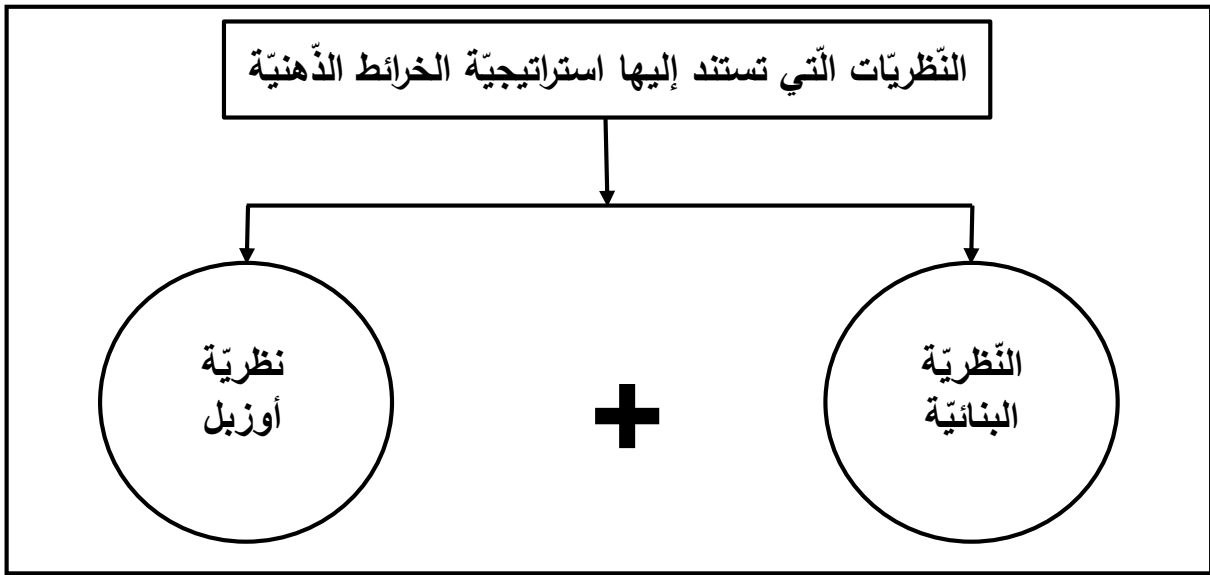 النّظريّات الّتي تستند إليها استراتيجيّة الخرائط الذّهنيّة
النّظريّة
البنائيّة
+
نظريّة
أوزبل